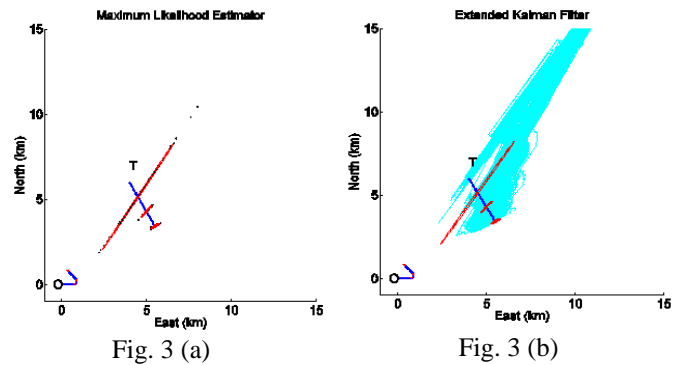 Maximum Likelihood Estimator
15
10
5
0
North (km)
T
O
0
5
10
15
East (km)
Fig. 3 (a)
Extended Kalman Filter
15
10
5
0
North (km)
T
O
0
5
10
15
East (km)
Fig. 3 (b)